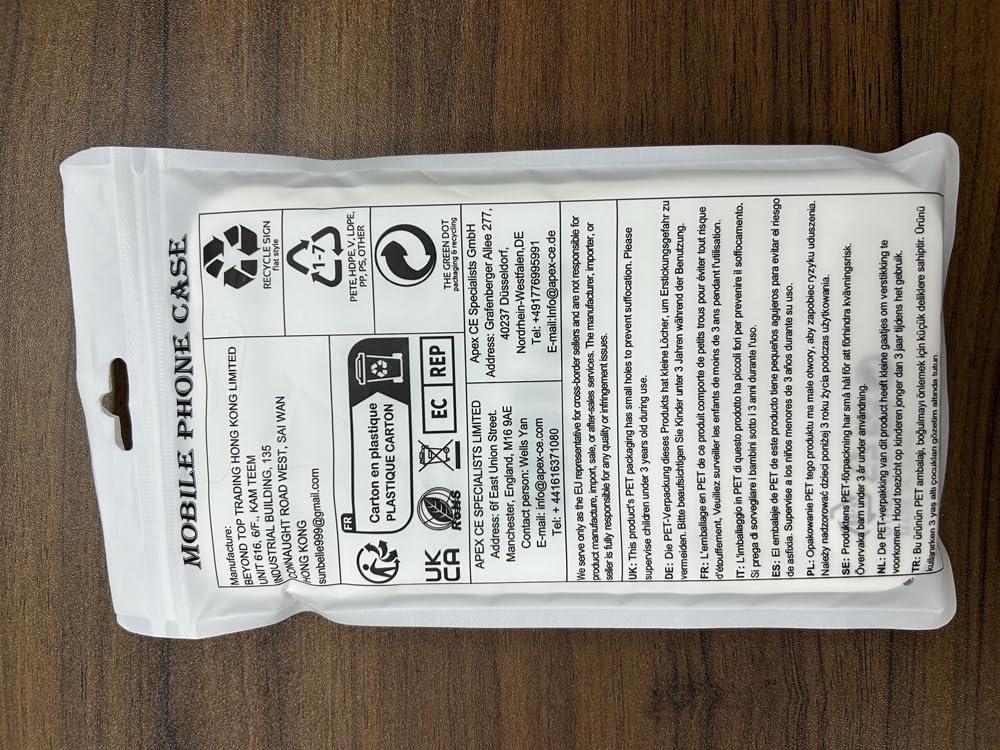 MOBILE PHONE CASE
Manufacture:
BEYOND TOP TRADING HONG KONG LIMITED
UNIT 616, 6/F., KAM TEEM
INDUSTRIAL BUILDING, 135
CONNAUGHT ROAD WEST, SAI WAN
HONG KONG
sunbelle999@gmail.com
RECYCLE SIGN
flat style
1-7
PETE, HDPE, V, LDPE,
PP, PS, OTHER
THE GREEN DOT
packaging & recycling
FR
Carton en plastique
PLASTIQUE CARTON
UK
CA
RoHS
EC REP
APEX CE SPECIALISTS LIMITED
Address: 6f East Union Street.
Manchester, England, M16 9AE
Contact person: Wells Yan
E-mail: info@apex-ce.com
Tel: + 441616371080
Apex CE Specialists GmbH
Address: Grafenberger Allee 277,
40237 Düsseldorf,
Nordrhein-Westfalen,DE
Tel: +4917769959​91
E-mail:Info@apex-ce.de
We serve only as the EU representative for cross-border sellers and are not responsible for
product manufacture, import, sale, or after-sales services. The manufacturer, importer, or
seller is fully responsible for any quality or infringement issues.
UK: This product's PET packaging has small holes to prevent suffocation. Please
supervise children under 3 years old during use.
DE: Die PET-Verpackung dieses Produkts hat kleine Löcher, um Erstickungsgefahr zu
vermeiden. Bitte beaufsichtigen Sie Kinder unter 3 Jahren während der Benutzung.
FR: L'emballage en PET de ce produit comporte de petits trous pour éviter tout risque
d'étouffement, Veuillez surveiller les enfants de moins de 3 ans pendant l'utilisation.
IT: L'imballaggio in PET di questo prodotto ha piccoli fori per prevenire il soffocamento.
Si prega di sorvegliare i bambini sotto i 3 anni durante l'uso.
ES: El embalaje de PET de este producto tiene pequeños agujeros para evitar el riesgo
de asfixia. Supervise a los niños menores de 3 años durante su uso.
PL: Opakowanie PET tego produktu ma małe otwory, aby zapobiec ryzyku uduszenia.
Należy nadzorować dzieci poniżej 3 roku życia podczas użytkowania.
SE: Produktens PET-förpackning har små hål för att förhindra kvävningsrisk.
Övervaka barn under 3 år under användning.
NL: De PET-verpakking van dit product heeft kleine gaatjes om verstikking te
voorkomen. Houd toezicht op kinderen jonger dan 3 jaar tijdens het gebruik.
TR: Bu ürünün PET ambalajı, boğulmayı önlemek için küçük deliklere sahiptir. Ürünü
kullanırken 3 yaş altı çocukları gözetim altında tutun.